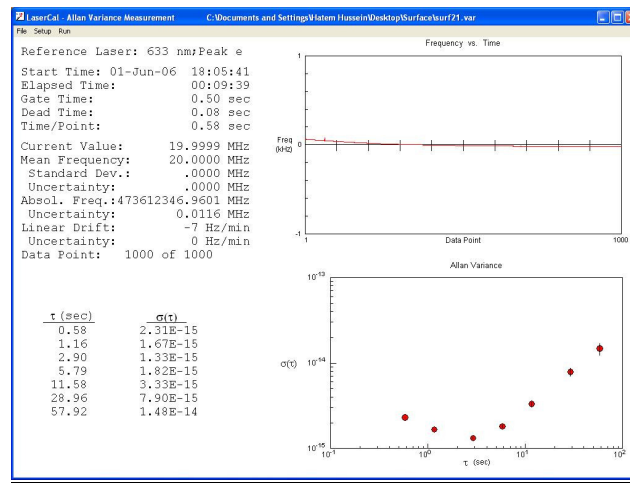 LaserCal - Allan Variance Measurement C:\Documents and Settings\Hatem Hussein\Desktop\Surface\surf21.var
File Setup Run
Reference Laser: 633 nm;Peak e
Start Time: 01-Jun-06 18:05:41
Elapsed Time: 00:09:39
Gate Time: 0.50 sec
Dead Time: 0.08 sec
Time/Point: 0.58 sec
Current Value: 19.9999 MHz
Mean Frequency: 20.0000 MHz
Standard Dev.: .0000 MHz
Uncertainty: .0000 MHz
Absol. Freq.:473612346.9601 MHz
Uncertainty: 0.0116 MHz
Linear Drift: -7 Hz/min
Uncertainty: 0 Hz/min
Data Point: 1000 of 1000
τ (sec) σ(τ)
0.58 2.31E-15
1.16 1.67E-15
2.90 1.33E-15
5.79 1.82E-15
11.58 3.33E-15
28.96 7.90E-15
57.92 1.48E-14
Frequency vs. Time
1
Freq 0
(kHz)
-1
1 Data Point 1000
Allan Variance
10-13
σ(τ) 10-14
10-15
10-1 100 101 102
τ (sec)